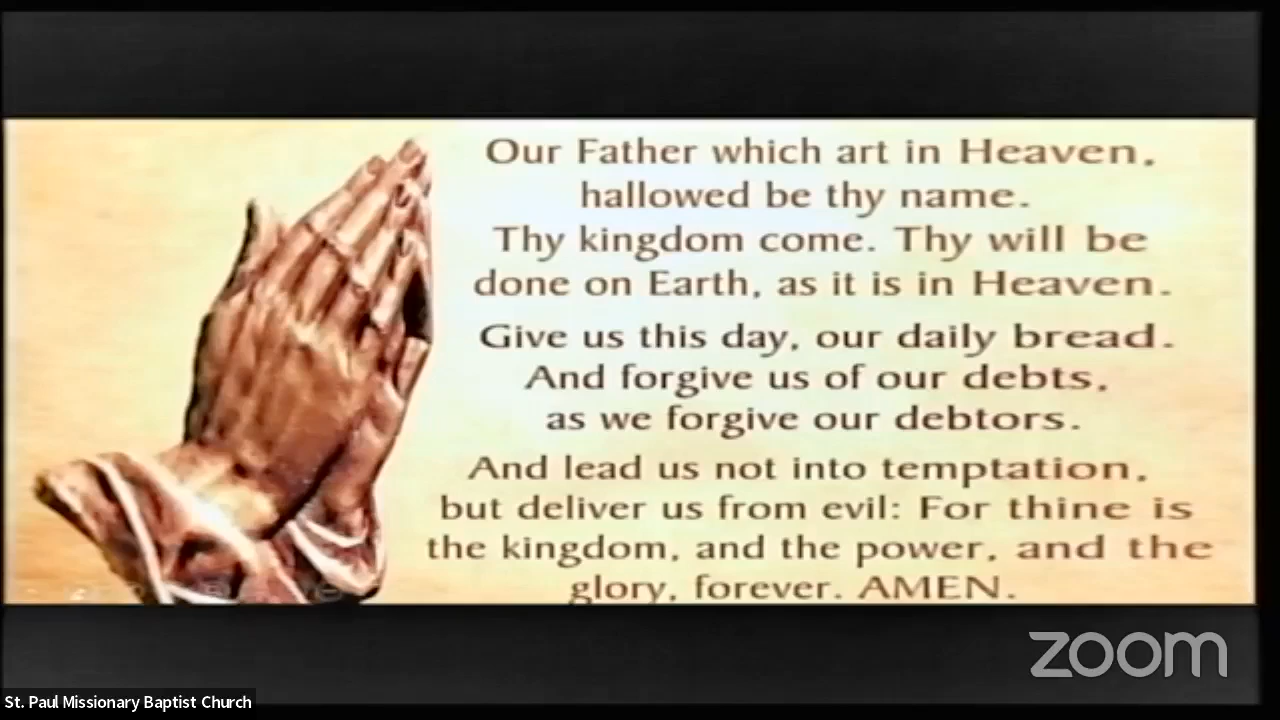 Our Father which art in Heaven,
hallowed be thy name.
Thy kingdom come. Thy will be
done on Earth, as it is in Heaven.
Give us this day, our daily bread.
And forgive us of our debts,
as we forgive our debtors.
And lead us not into temptation,
but deliver us from evil: For thine is
the kingdom, and the power, and the
glory, forever. AMEN.
zoom
St. Paul Missionary Baptist Church